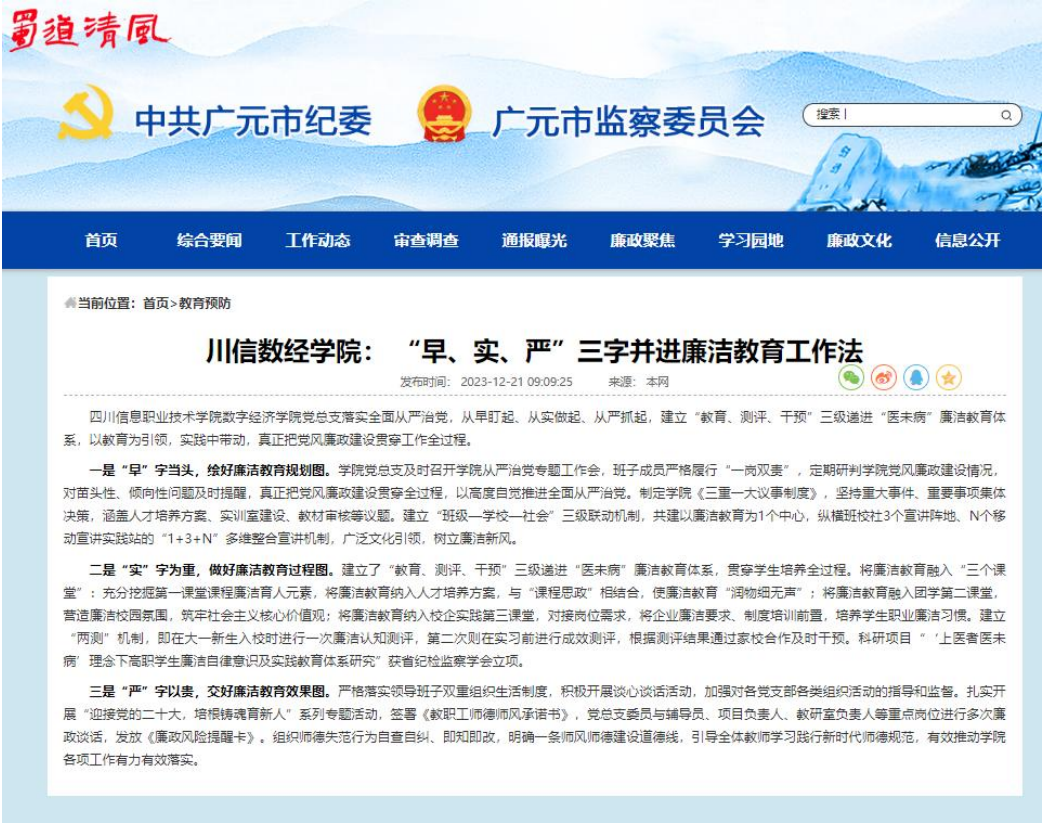 蜀道清風
中共广元市纪委 广元市监察委员会
搜索
首页 综合要闻 工作动态 审查调查 通报曝光 廉政聚焦 学习园地 廉政文化 信息公开
当前位置：首页>教育预防
川信数经学院： “早、实、严”三字并进廉洁教育工作法
发布时间： 2023-12-21 09:09:25 来源： 本网
四川信息职业技术学院数字经济学院党总支落实全面从严治党，从早盯起、从实做起、从严抓起，建立“教育、测评、干预”三级递进“医未病”廉洁教育体
系，以教育为引领，实践中带动，真正把党风廉政建设贯穿工作全过程。
一是“早”字当头，绘好廉洁教育规划图。学院党总支及时召开学院从严治党专题工作会，班子成员严格履行“一岗双责”，定期研判学院党风廉政建设情况，
对苗头性、倾向性问题及时提醒，真正把党风廉政建设贯穿全过程，以高度自觉推进全面从严治党。制定学院《三重一大议事制度》，坚持重大事件、重要事项集体
决策，涵盖人才培养方案、实训室建设、教材审核等议题。建立“班级—学校—社会”三级联动机制，共建以廉洁教育为1个中心，纵横班校社3个宣讲阵地、N个移
动宣讲实践站的“1+3+N”多维整合宣讲机制，广泛文化引领，树立廉洁新风。
二是“实”字为重，做好廉洁教育过程图。建立了“教育、测评、干预”三级递进“医未病”廉洁教育体系，贯穿学生培养全过程。将廉洁教育融入“三个课
堂”：充分挖掘第一课堂课程廉洁育人元素，将廉洁教育纳入人才培养方案，与“课程思政”相结合，使廉洁教育“润物细无声”；将廉洁教育融入团学第二课堂，
营造廉洁校园氛围，筑牢社会主义核心价值观；将廉洁教育纳入校企实践第三课堂，对接岗位需求，将企业廉洁要求、制度培训前置，培养学生职业廉洁习惯。建立
“两测”机制，即在大一新生入校时进行一次廉洁认知测评，第二次则在实习前进行成效测评，根据测评结果通过家校合作及时干预。科研项目“‘上医者医未
病’理念下高职学生廉洁自律意识及实践教育体系研究”获省纪检监察学会立项。
三是“严”字以责，交好廉洁教育效果图。严格落实领导班子双重组织生活制度，积极开展谈心谈话活动，加强对各党支部各类组织活动的指导和监督。扎实开
展“迎接党的二十大，培根铸魂育新人”系列专题活动，签署《教职工师德师风承诺书》，党总支委员与辅导员、项目负责人、教研室负责人等重点岗位进行多次廉
政谈话，发放《廉政风险提醒卡》。组织师德失范行为自查自纠、即知即改，明确一条师风师德建设道德线，引导全体教师学习践行新时代师德规范，有效推动学院
各项工作有力有效落实。